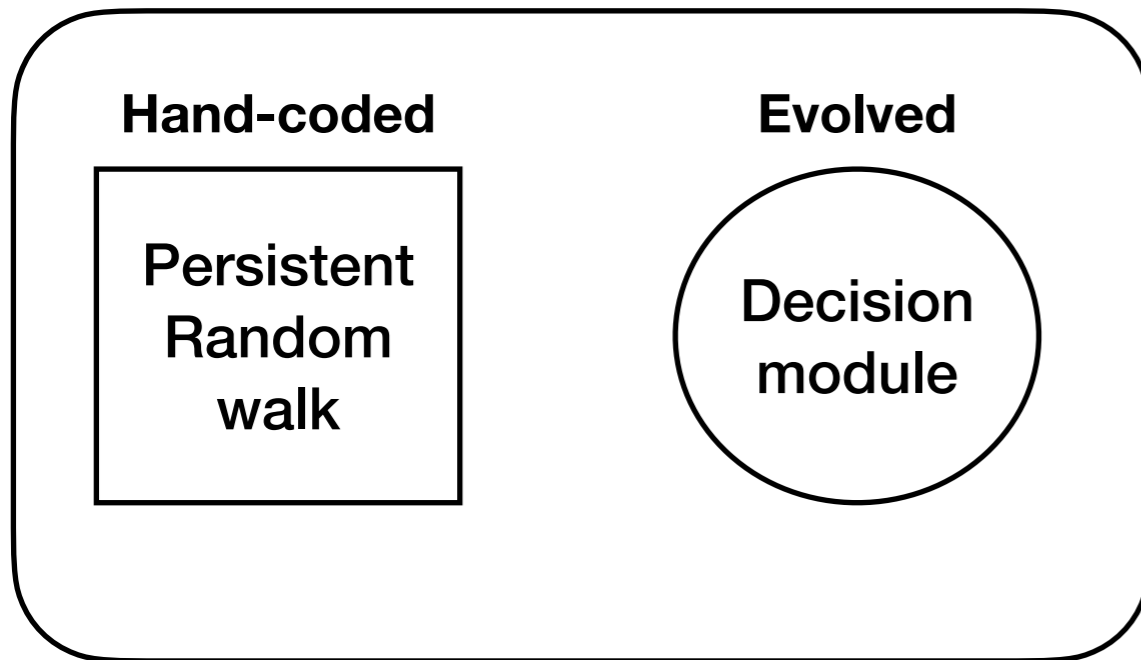 Hand-coded
Persistent
Random
walk
Evolved
Decision
module